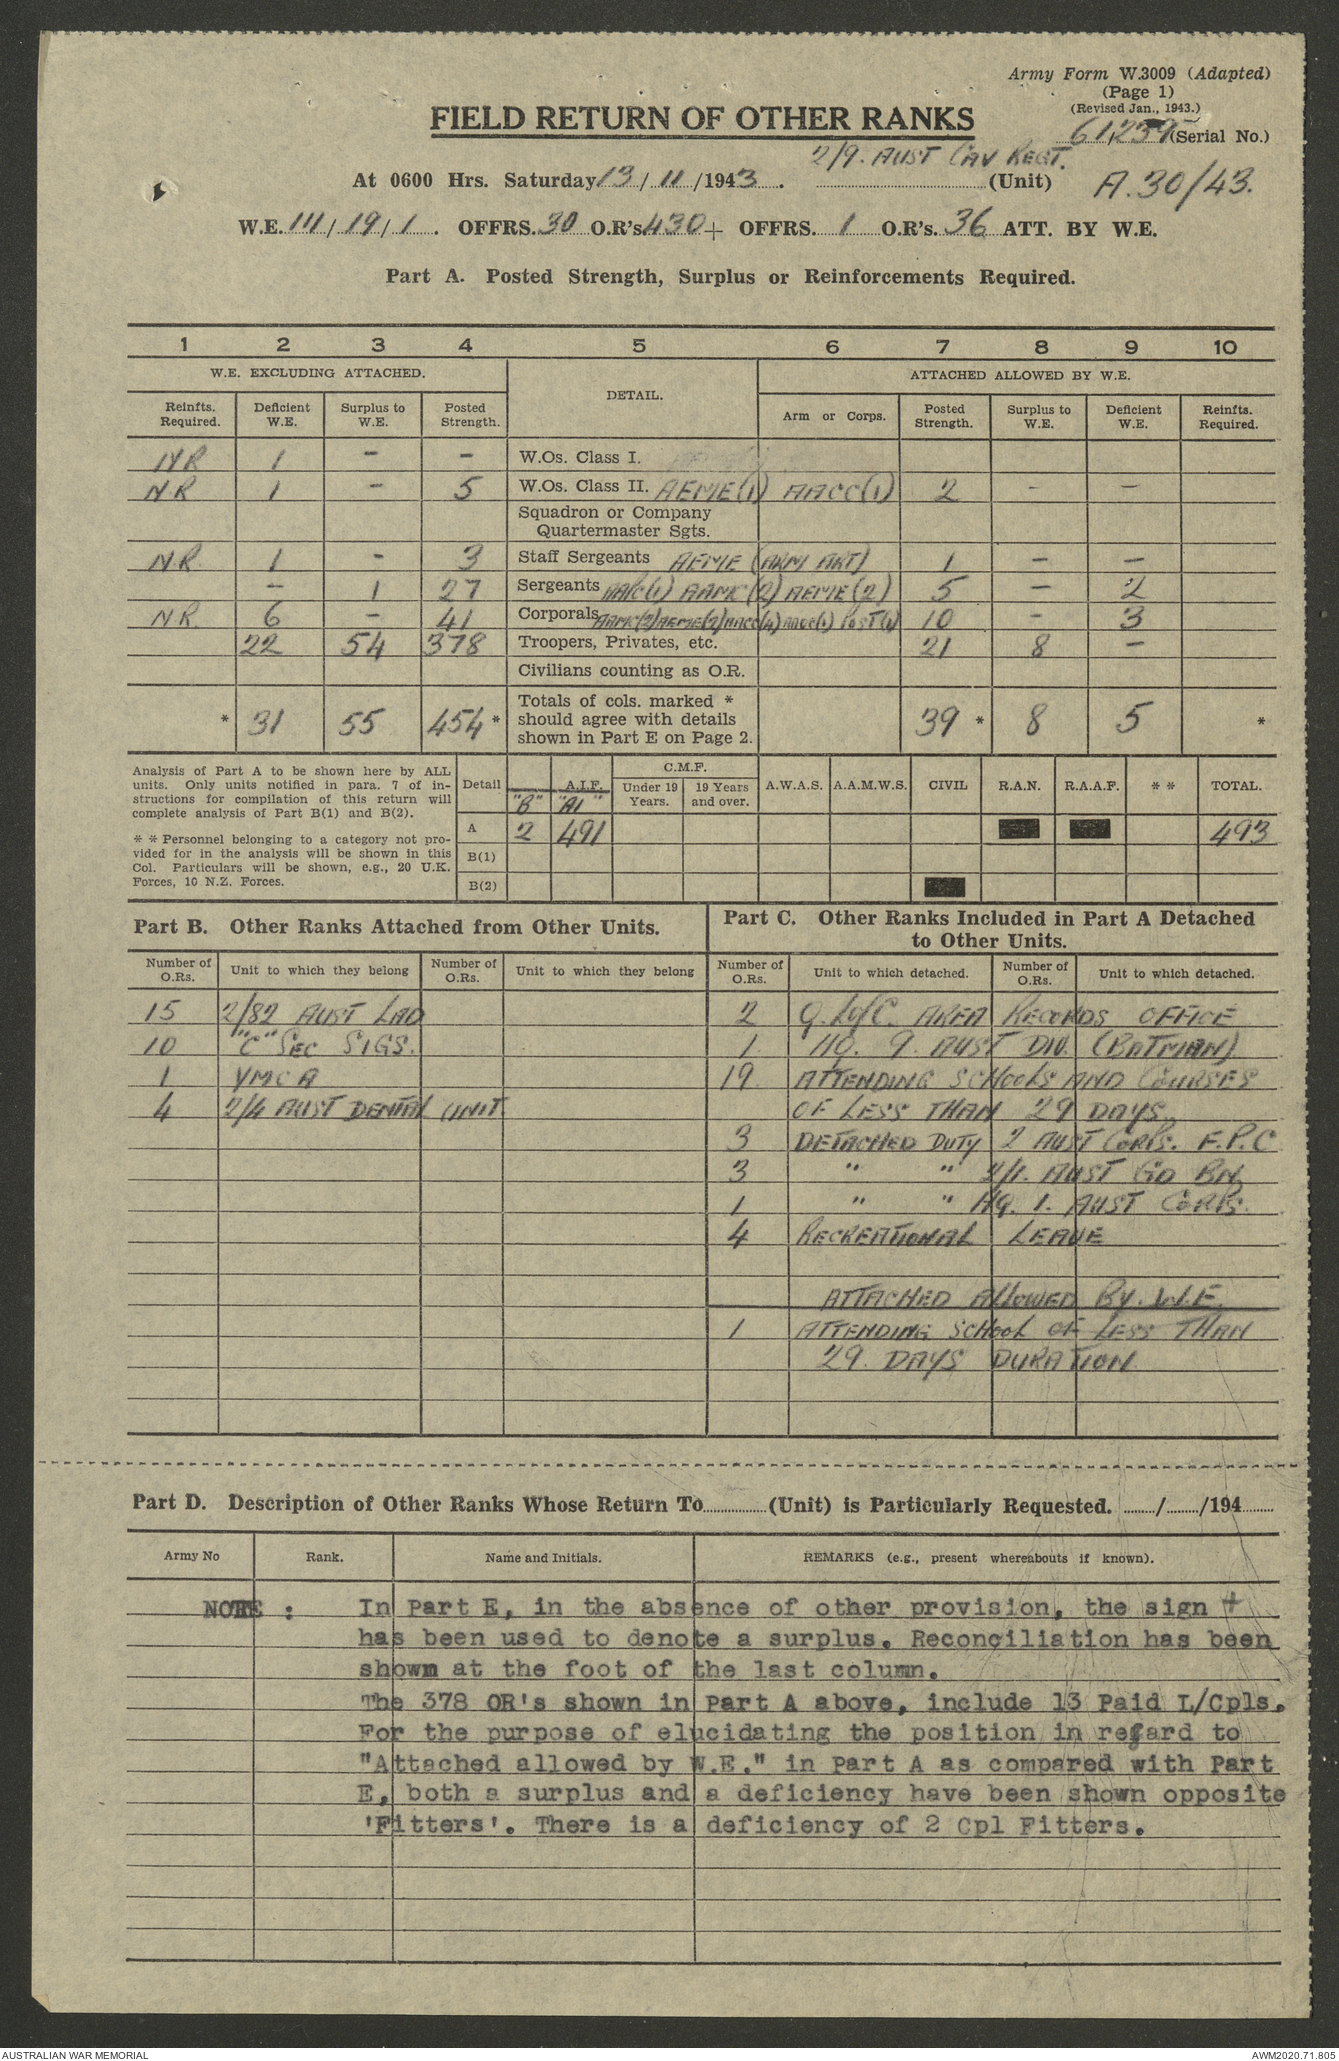 Army Form W.3009 (Adapted)
(Page 1)
(Revised Jan., 1943.)
FIELD RETURN OF OTHER RANKS
61,239 (Serial No.)
2/9. AUST CAV REGT.
At 0600 Hrs. Saturday 13 / 11 /1943. (Unit) A.30/43.
W.E. III / 19 / 1 . OFFRS. 30 O.R's 430 + OFFRS. 1 O.R's. 36 ATT. BY W.E.
Part A. Posted Strength, Surplus or Reinforcements Required.
1 2 3 4 5 6 7 8 9 10
W.E. EXCLUDING ATTACHED. DETAIL. ATTACHED ALLOWED BY W.E.
Reinfts. Required. Deficient W.E. Surplus to W.E. Posted Strength. Arm or Corps. Posted Strength. Surplus to W.E. Deficient W.E. Reinfts. Required.
NR 1 - - W.Os. Class I.
NR 1 - 5 W.Os. Class II. AEME(1) AACC(1) 2 - -
Squadron or Company
Quartermaster Sgts.
NR 1 - 3 Staff Sergeants AEME (ARM ART) 1 - -
- 1 27 Sergeants AAPC(1) AAMC(2) AEME(2) 5 - 2
NR 6 - 41 Corporals AAMC(2) AEME(2) AACC(4) AACC(1) POST(1) 10 - 3
22 54 378 Troopers, Privates, etc. 21 8 -
Civilians counting as O.R.
* 31 55 454 * Totals of cols. marked * should agree with details shown in Part E on Page 2. 39 * 8 5 *
Analysis of Part A to be shown here by ALL
units. Only units notified in para. 7 of in-
structions for compilation of this return will
complete analysis of Part B(1) and B(2).
* * Personnel belonging to a category not pro-
vided for in the analysis will be shown in this
Col. Particulars will be shown, e.g., 20 U.K.
Forces, 10 N.Z. Forces.
Detail "B" A.I.F. "A1" C.M.F. Under 19 Years. 19 Years and over. A.W.A.S. A.A.M.W.S. CIVIL R.A.N. R.A.A.F. * * TOTAL.
A 2 491 493
B(1)
B(2)
Part B. Other Ranks Attached from Other Units.
Number of O.Rs. Unit to which they belong Number of O.Rs. Unit to which they belong
15 2/82 AUST LAD
10 "C" SEC SIGS.
1 YMCA
4 2/4 AUST DENTAL UNIT
Part C. Other Ranks Included in Part A Detached
to Other Units.
Number of O.Rs. Unit to which detached. Number of O.Rs. Unit to which detached.
2 Q. L of C. AREA RECORDS OFFICE
1 HQ. 9. AUST DIV. (BATMAN)
19 ATTENDING SCHOOLS AND COURSES
OF LESS THAN 29 DAYS.
3 DETACHED DUTY 2 AUST CORPS. F.P.C
3 " " 2/1. AUST GD BN
1 " " HQ. 1. AUST CORPS.
4 RECREATIONAL LEAVE
ATTACHED ALLOWED BY. W.E.
1 ATTENDING SCHOOL OF LESS THAN
29. DAYS DURATION
Part D. Description of Other Ranks Whose Return To............(Unit) is Particularly Requested. ....../....../194......
Army No Rank. Name and Initials. REMARKS (e.g., present whereabouts if known).
NOTE : In Part E, in the absence of other provision, the sign +
has been used to denote a surplus. Reconciliation has been
shown at the foot of the last column.
The 378 OR's shown in Part A above, include 13 Paid L/Cpls.
For the purpose of elucidating the position in regard to
"Attached allowed by W.E." in Part A as compared with Part
E, both a surplus and a deficiency have been shown opposite
'Fitters'. There is a deficiency of 2 Cpl Fitters.
AUSTRALIAN WAR MEMORIAL AWM2020.71.805